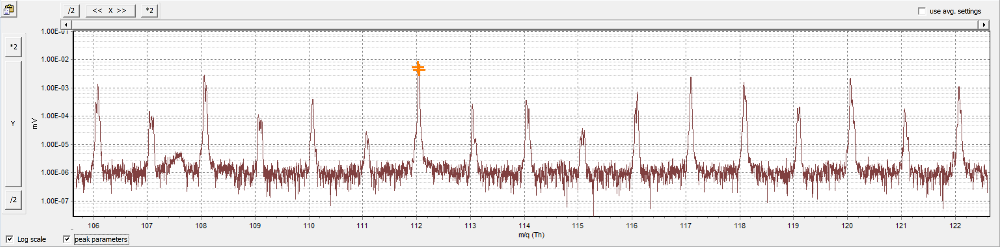 /2 << X >> *2
use avg. settings
*2
Y
/2
mV
1.00E-01
1.00E-02
1.00E-03
1.00E-04
1.00E-05
1.00E-06
1.00E-07
106 107 108 109 110 111 112 113 114 115 116 117 118 119 120 121 122
m/q (Th)
Log scale peak parameters